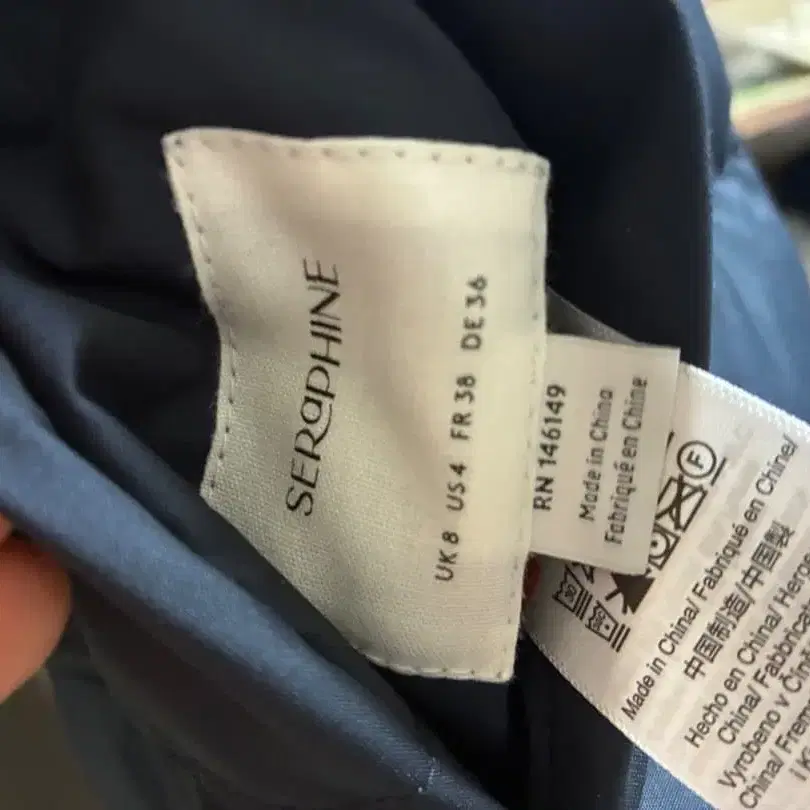 SERaPHINE
UK 8 US 4 FR 38 DE 36
RN 146149
Made in China
Fabriqué en Chine
F
Made in China/ Fabriqué en Chine/
中国制造/中国製
Hecho en China/
China/ Fabbricat
Vyrobeno v
China/